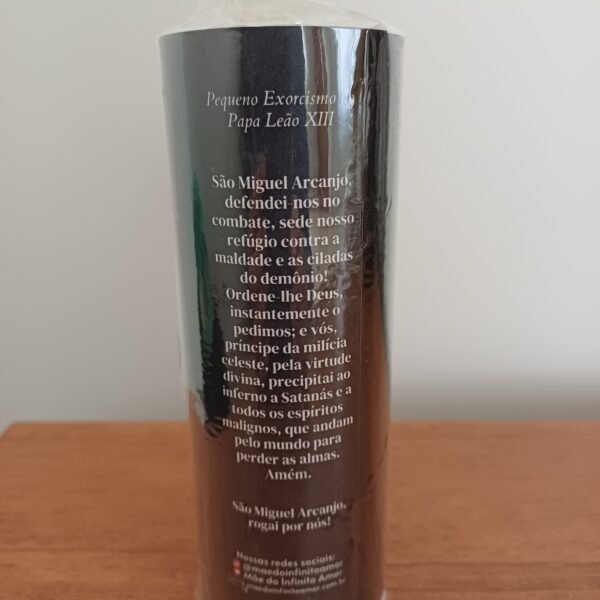 Pequeno Exorcismo do
Papa Leão XIII
São Miguel Arcanjo,
defendei-nos no
combate, sede nosso
refúgio contra a
maldade e as ciladas
do demônio!
Ordene-lhe Deus,
instantemente o
pedimos; e vós,
príncipe da milícia
celeste, pela virtude
divina, precipitai ao
inferno a Satanás e a
todos os espíritos
malignos, que andam
pelo mundo para
perder as almas.
Amém.
São Miguel Arcanjo,
rogai por nós!
Nossas redes sociais:
@maedoinfinitoamor
Mãe do Infinito Amor
maedoinfinitoamor.com.br